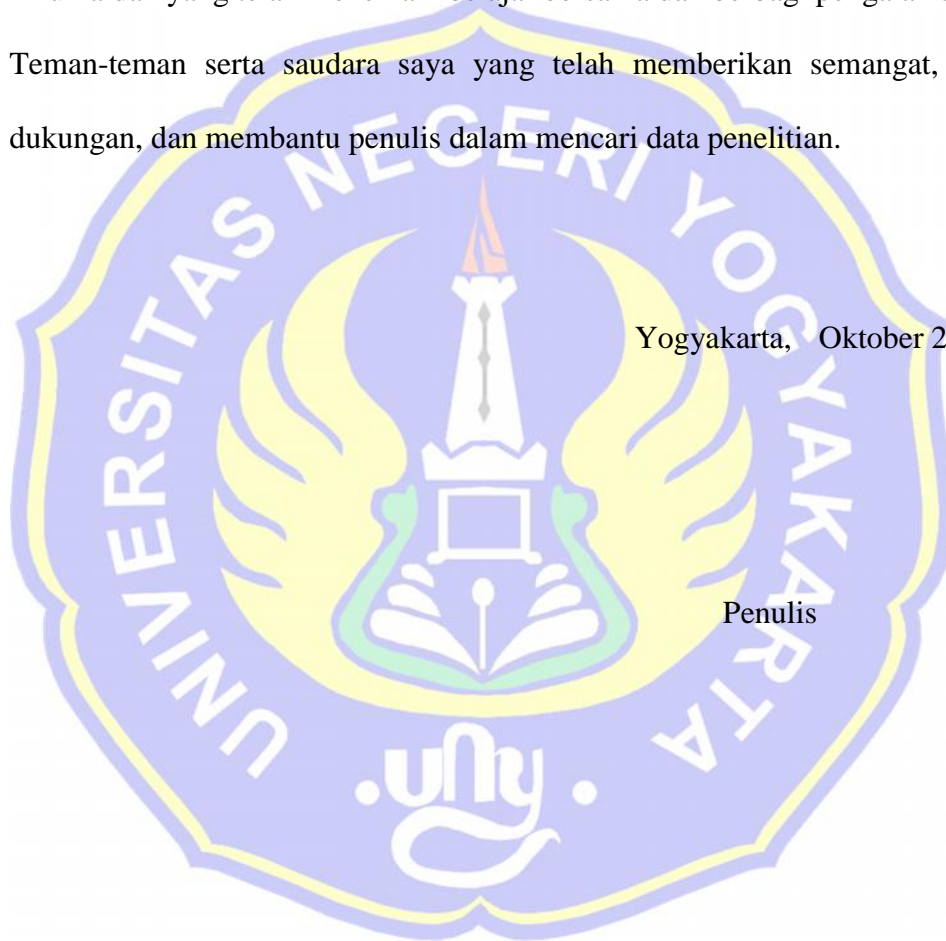 Teman-teman serta saudara saya yang telah memberikan semangat,
dukungan, dan membantu penulis dalam mencari data penelitian.
UNIVERSITAS NEGERI YOGYAKARTA
Yogyakarta, Oktober 2
Penulis
uny